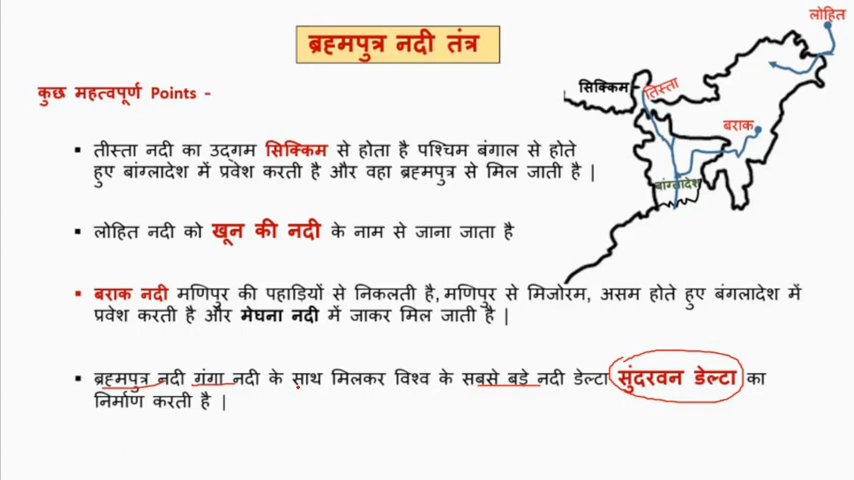 ब्रह्मपुत्र नदी तंत्र
लोहित
कुछ महत्वपूर्ण Points -
सिक्किम
तिस्ता
बराक
बांग्लादेश
▪ तीस्ता नदी का उद्गम सिक्किम से होता है पश्चिम बंगाल से होते
हुए बांग्लादेश में प्रवेश करती है और वहा ब्रह्मपुत्र से मिल जाती है |
▪ लोहित नदी को खून की नदी के नाम से जाना जाता है
▪ बराक नदी मणिपुर की पहाड़ियों से निकलती है, मणिपुर से मिजोरम, असम होते हुए बंगलादेश में
प्रवेश करती है और मेघना नदी में जाकर मिल जाती है |
▪ ब्रह्मपुत्र नदी गंगा नदी के साथ मिलकर विश्व के सबसे बड़े नदी डेल्टा सुंदरवन डेल्टा का
निर्माण करती है |